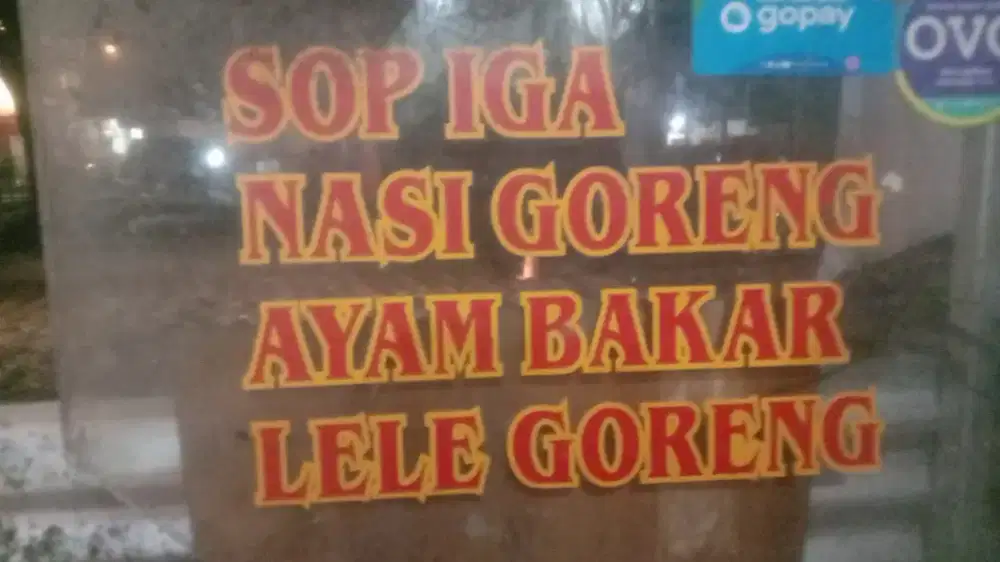 gopay
OVO
SOP IGA
NASI GORENG
AYAM BAKAR
LELE GORENG